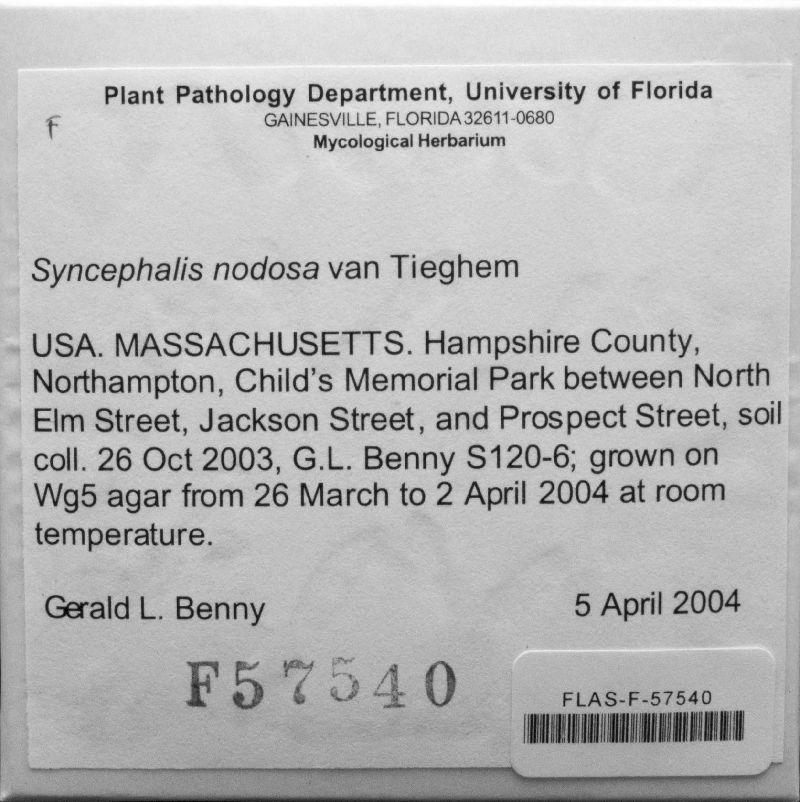 Plant Pathology Department, University of Florida
GAINESVILLE, FLORIDA 32611-0680
F
Mycological Herbarium
Syncephalis nodosa van Tieghem
USA. MASSACHUSETTS. Hampshire County,
Northampton, Child's Memorial Park between North
Elm Street, Jackson Street, and Prospect Street, soil
coll. 26 Oct 2003, G.L. Benny S120-6; grown on
Wg5 agar from 26 March to 2 April 2004 at room
temperature.
Gerald L. Benny 5 April 2004
F57540
FLAS-F-57540